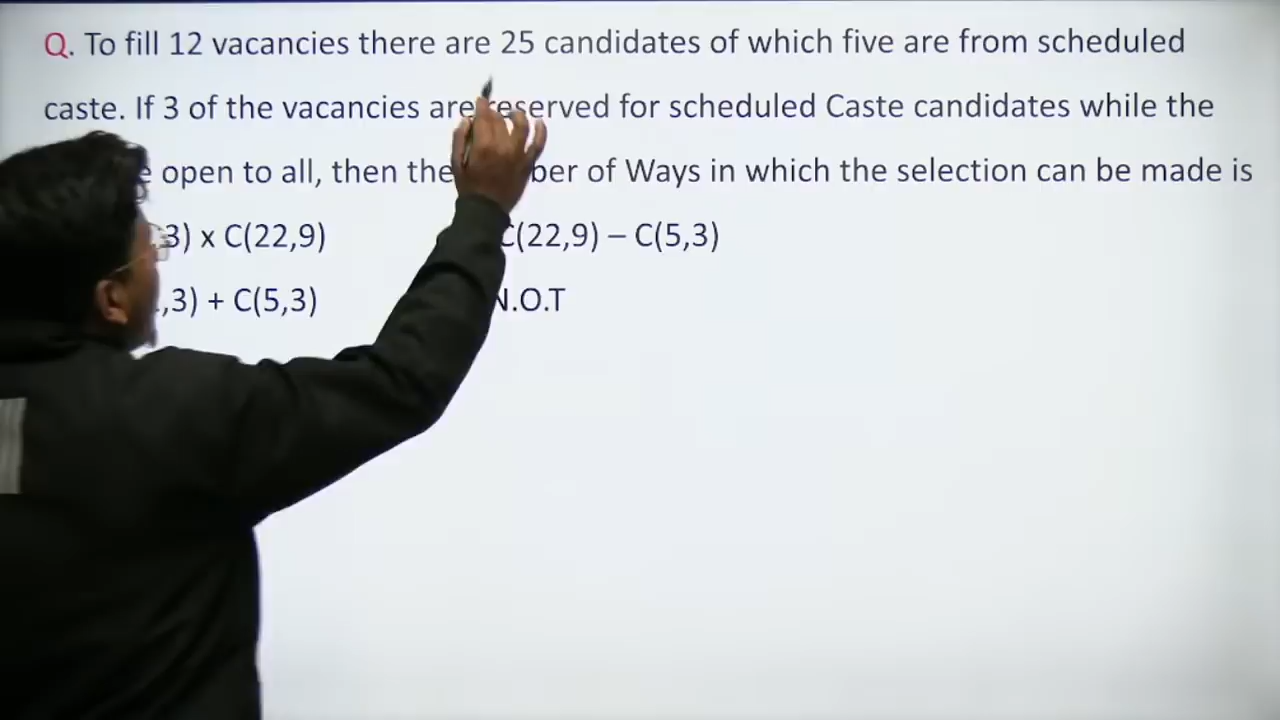 Q. To fill 12 vacancies there are 25 candidates of which five are from scheduled
caste. If 3 of the vacancies are reserved for scheduled Caste candidates while the
open to all, then the of Ways in which the selection can be made is
3) x C(22,9) C(22,9) – C(5,3)
,3) + C(5,3) N.O.T